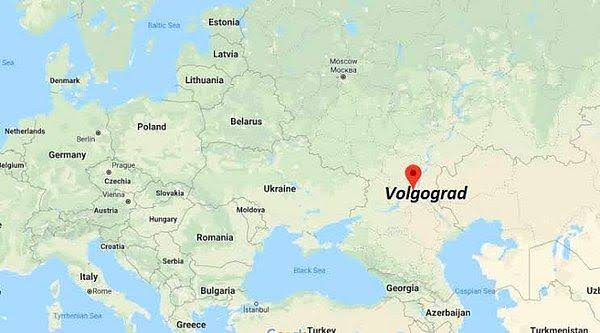 Baltic Sea
Estonia
Latvia
Moscow
Москва
Denmark
Lithuania
Netherlands
Berlin
Poland
Belarus
Germany
Belgium
Prague
Czechia
Vienna
Slovakia
Ukraine
Volgograd
Austria
Hungary
Moldova
Croatia
Romania
Serbia
Italy
Rome
Black Sea
Bulgaria
Georgia
Caspian Sea
Tyrrhenian Sea
İstanbul
Azerbaijan
Greece
Turkey
Turkmenistan